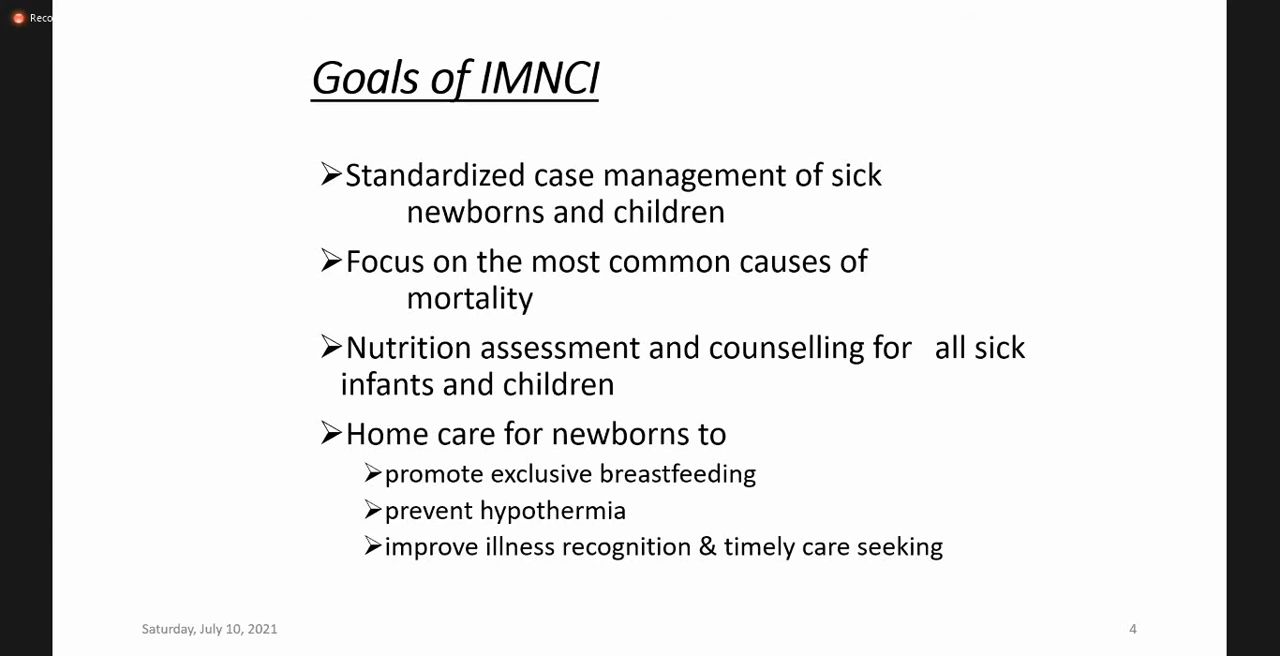 Reco
Goals of IMNCI
➢Standardized case management of sick
newborns and children
➢Focus on the most common causes of
mortality
➢Nutrition assessment and counselling for all sick
infants and children
➢Home care for newborns to
➢promote exclusive breastfeeding
➢prevent hypothermia
➢improve illness recognition & timely care seeking
Saturday, July 10, 2021
4